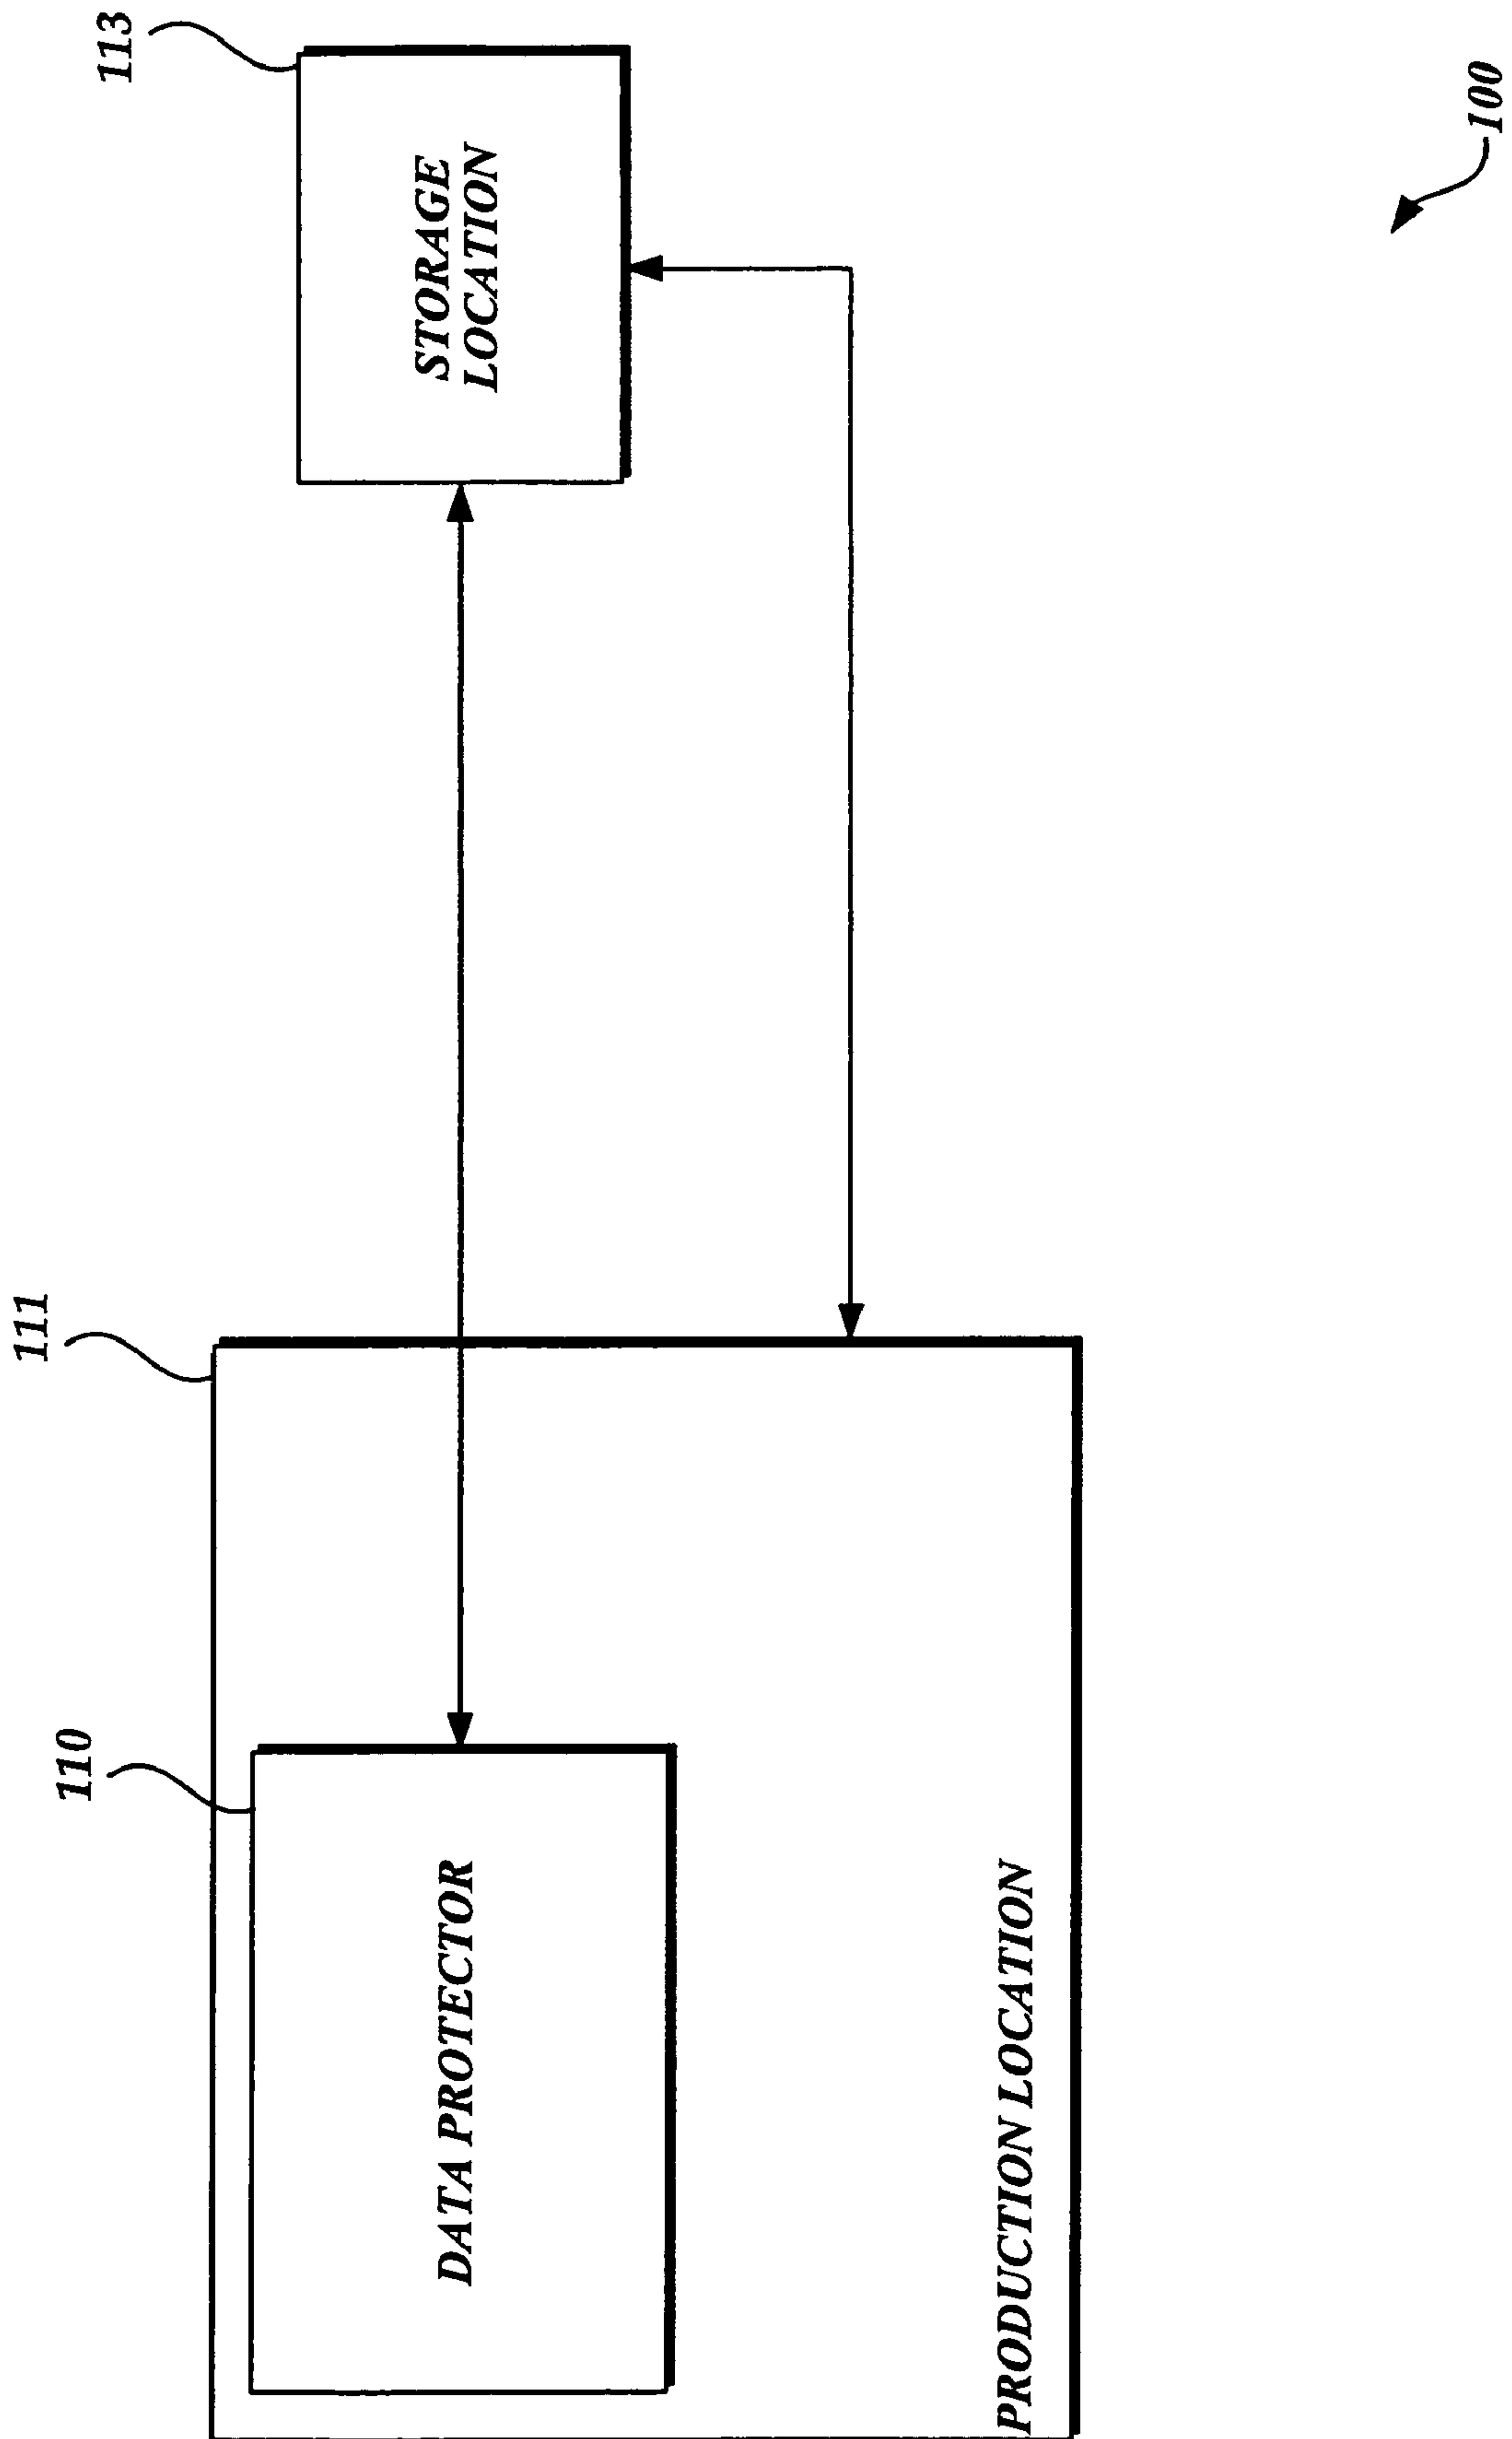 110
111
113
DATA PROTECTOR
STORAGE
LOCATION
PRODUCTION LOCATION
100